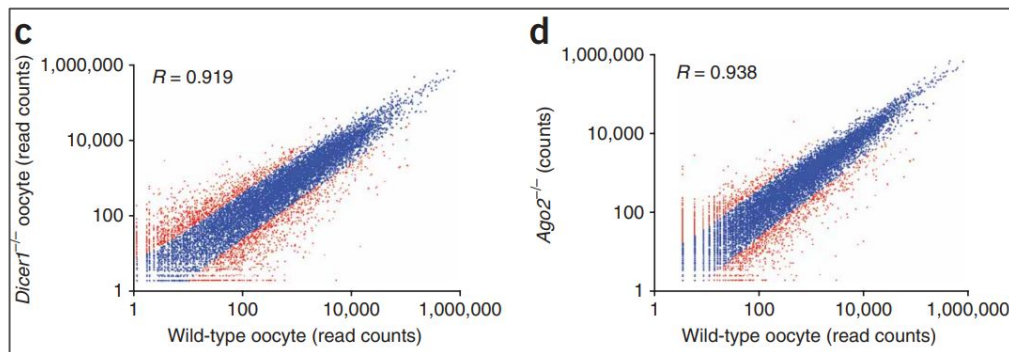 c
1,000,000
R = 0.919
10,000
100
1
1 100 10,000 1,000,000
Dicer1−/− oocyte (read counts)
Wild-type oocyte (read counts)
d
1,000,000
R = 0.938
10,000
100
1
1 100 10,000 1,000,000
Ago2−/− (counts)
Wild-type oocyte (read counts)